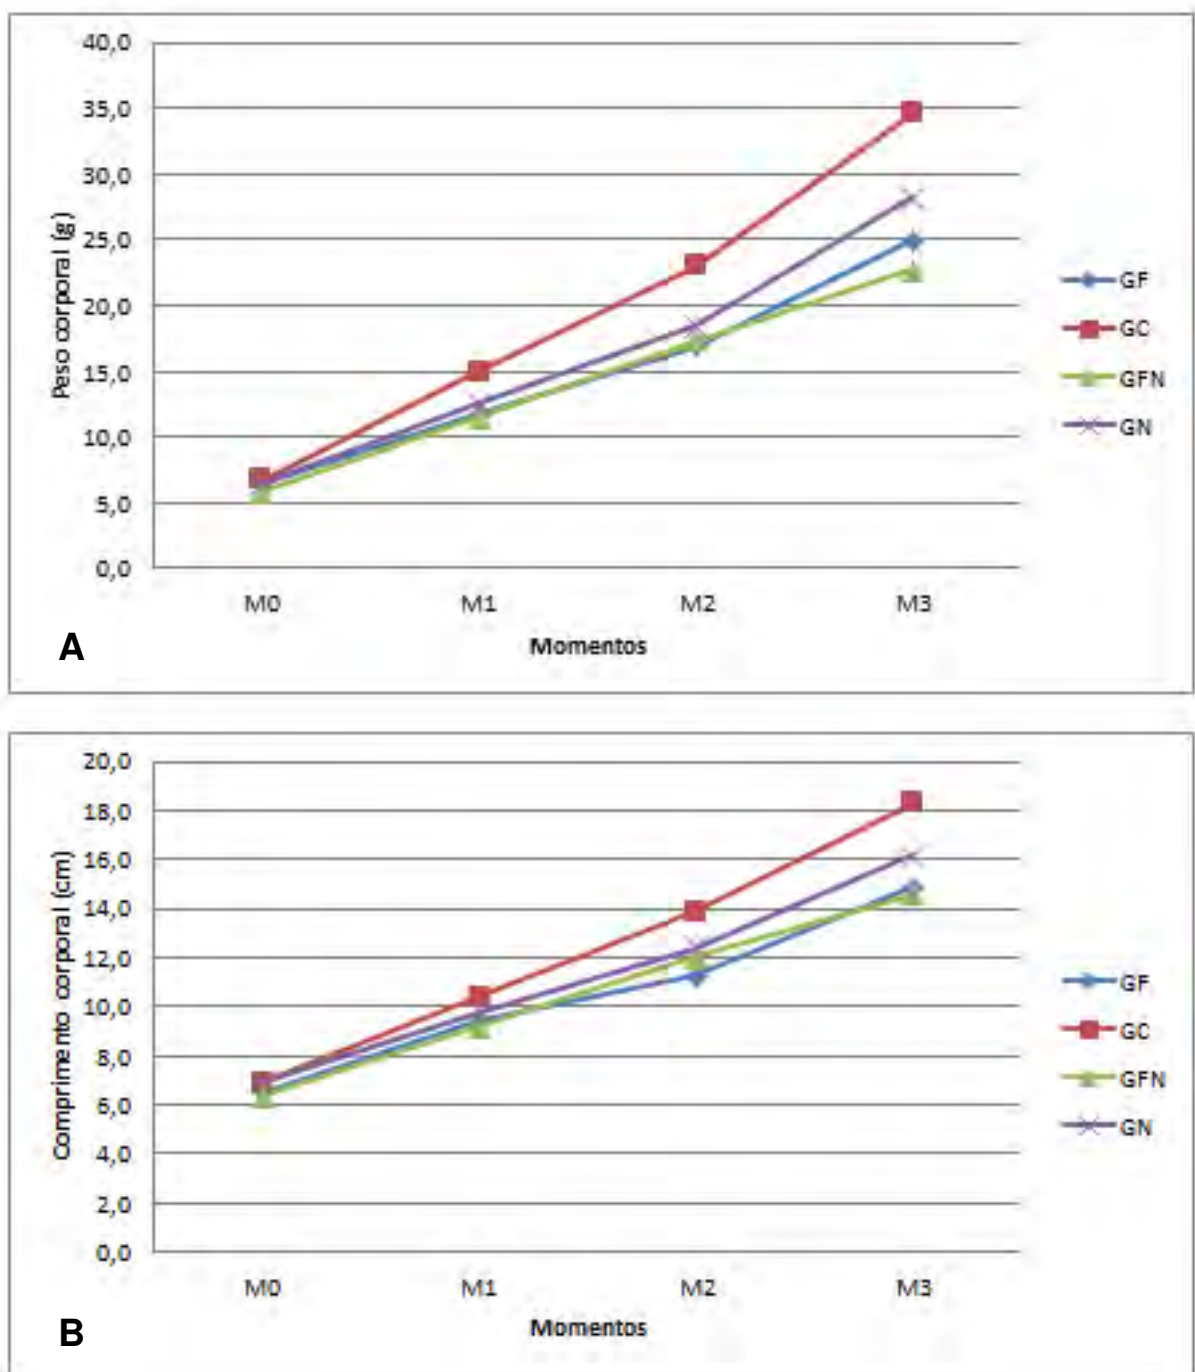 40,0
35,0
30,0
25,0
20,0
15,0
10,0
5,0
0,0
Peso corporal (g)
M0 M1 M2 M3
Momentos
GF
GC
GFN
GN
A
20,0
18,0
16,0
14,0
12,0
10,0
8,0
6,0
4,0
2,0
0,0
Comprimento corporal (cm)
M0 M1 M2 M3
Momentos
GF
GC
GFN
GN
B